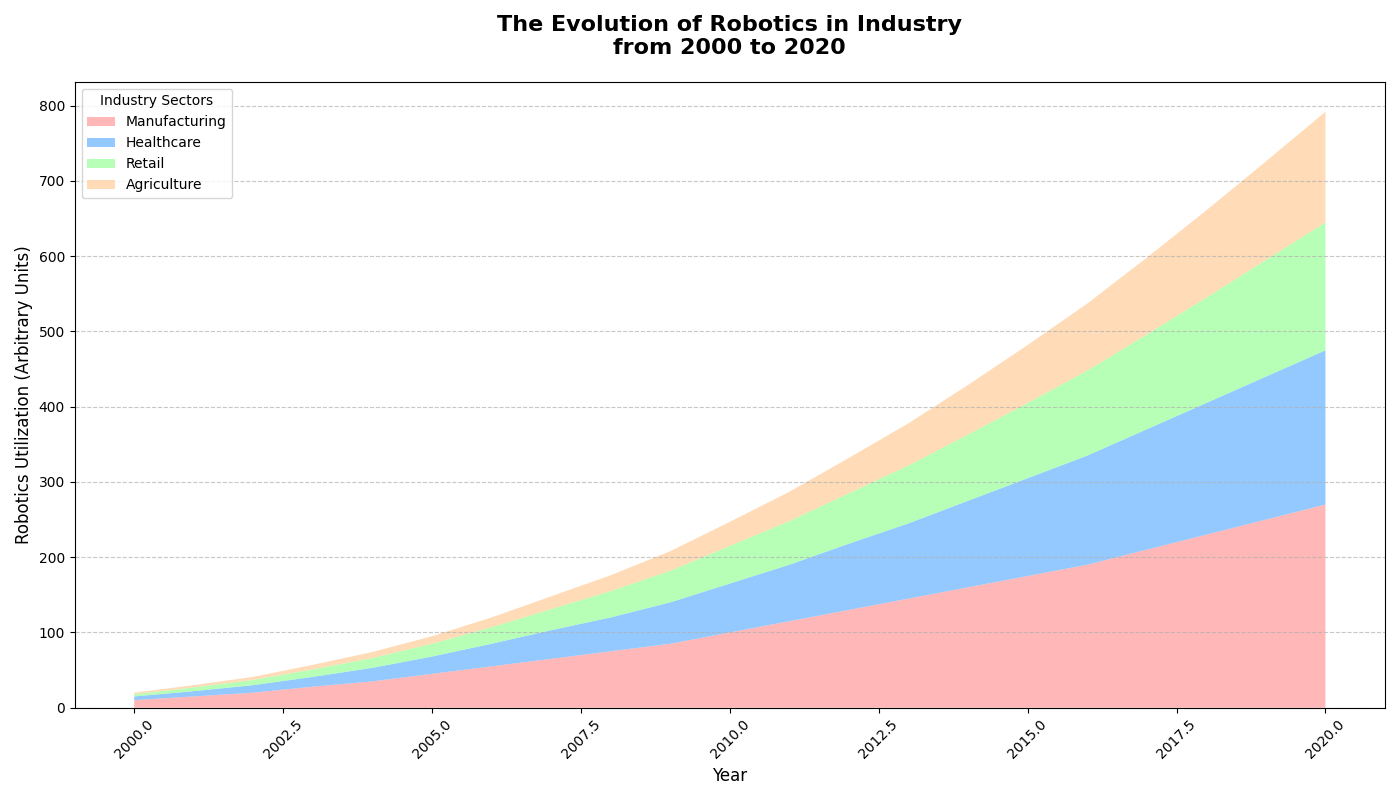 The Evolution of Robotics in Industry
from 2000 to 2020
Industry Sectors
Manufacturing
Healthcare
Retail
Agriculture
Robotics Utilization (Arbitrary Units)
800
700
600
500
400
300
200
100
0
2000.0
2002.5
2005.0
2007.5
2010.0
2012.5
2015.0
2017.5
2020.0
Year